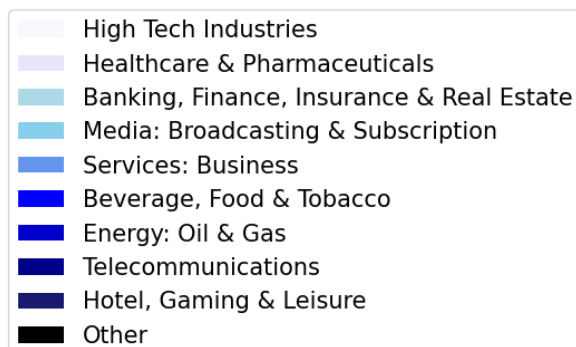 High Tech Industries
Healthcare & Pharmaceuticals
Banking, Finance, Insurance & Real Estate
Media: Broadcasting & Subscription
Services: Business
Beverage, Food & Tobacco
Energy: Oil & Gas
Telecommunications
Hotel, Gaming & Leisure
Other